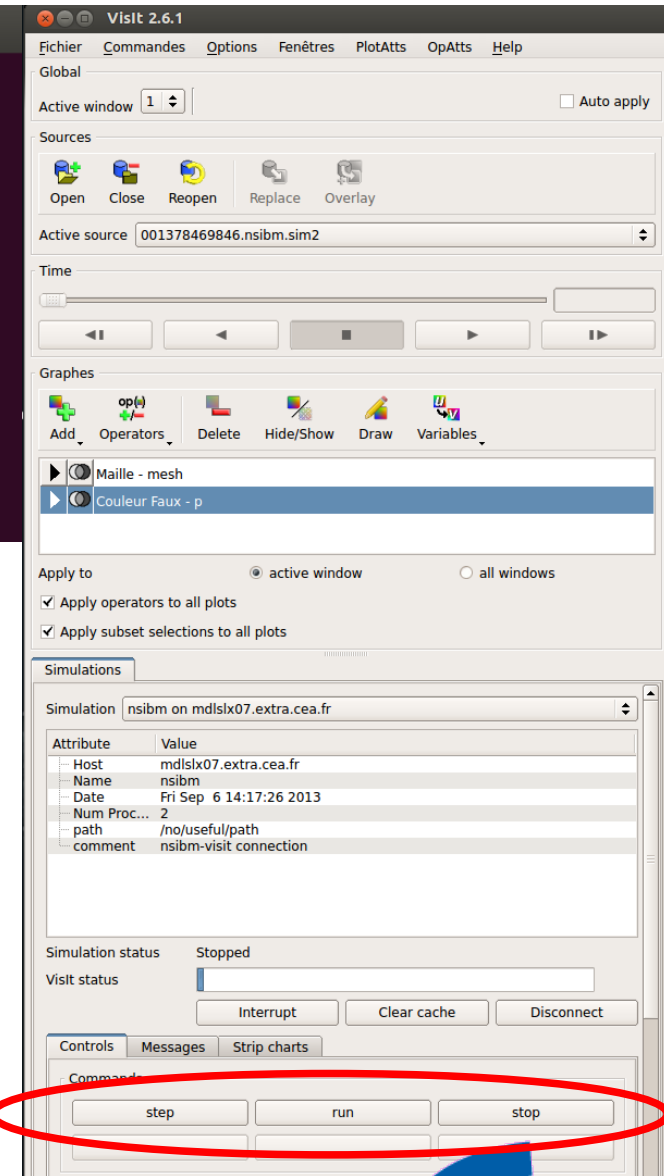 VisIt 2.6.1
Fichier Commandes Options Fenêtres PlotAtts OpAtts Help
Global
Active window 1 Auto apply
Sources
Open Close Reopen Replace Overlay
Active source 001378469846.nsibm.sim2
Time
Graphes
op(●) +/-
Add Operators Delete Hide/Show Draw Variables
Maille - mesh
Couleur Faux - p
Apply to active window all windows
Apply operators to all plots
Apply subset selections to all plots
Simulations
Simulation nsibm on mdlslx07.extra.cea.fr
Attribute Value
Host mdlslx07.extra.cea.fr
Name nsibm
Date Fri Sep 6 14:17:26 2013
Num Proc... 2
path /no/useful/path
comment nsibm-visit connection
Simulation status Stopped
VisIt status
Interrupt Clear cache Disconnect
Controls Messages Strip charts
step run stop